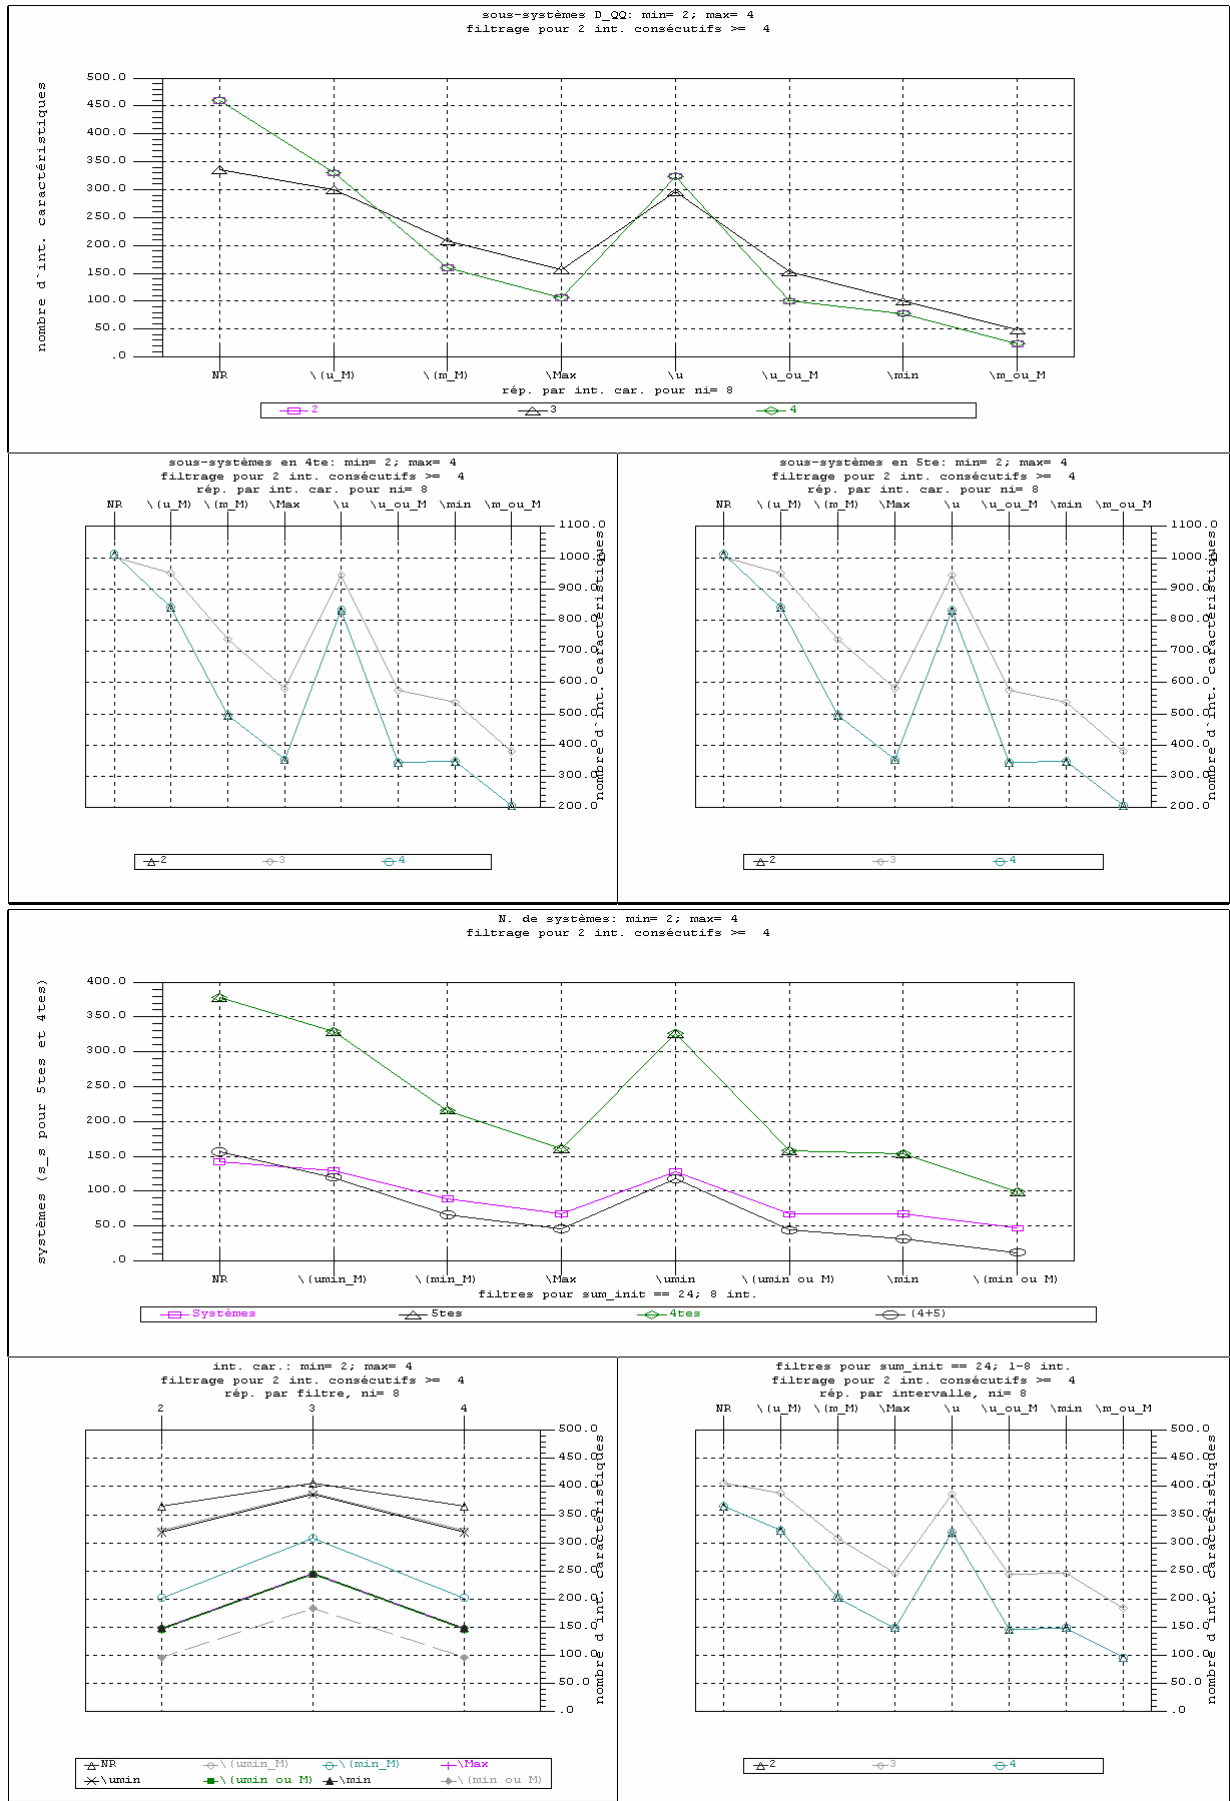 sous-systèmes D_QQ: min= 2; max= 4
filtrage pour 2 int. consécutifs >= 4
nombre d`int. caractéristiques
500.0
450.0
400.0
350.0
300.0
250.0
200.0
150.0
100.0
50.0
.0
NR \(u_M) \(m_M) \Max \u \u_ou_M \min \m_ou_M
rép. par int. car. pour ni= 8
2 3 4
sous-systèmes en 4te: min= 2; max= 4
filtrage pour 2 int. consécutifs >= 4
rép. par int. car. pour ni= 8
NR \(u_M) \(m_M) \Max \u \u_ou_M \min \m_ou_M
1100.0
1000.0
900.0
800.0
700.0
600.0
500.0
400.0
300.0
200.0
nombre d`int. caractéristiques
2 3 4
sous-systèmes en 5te: min= 2; max= 4
filtrage pour 2 int. consécutifs >= 4
rép. par int. car. pour ni= 8
NR \(u_M) \(m_M) \Max \u \u_ou_M \min \m_ou_M
1100.0
1000.0
900.0
800.0
700.0
600.0
500.0
400.0
300.0
200.0
nombre d`int. caractéristiques
2 3 4
N. de systèmes: min= 2; max= 4
filtrage pour 2 int. consécutifs >= 4
systèmes (s_s pour 5tes et 4tes)
400.0
350.0
300.0
250.0
200.0
150.0
100.0
50.0
.0
NR \(umin_M) \(min_M) \Max \umin \(umin ou M) \min \(min ou M)
filtres pour sum_init == 24; 8 int.
Systèmes 5tes 4tes (4+5)
int. car.: min= 2; max= 4
filtrage pour 2 int. consécutifs >= 4
rép. par filtre, ni= 8
2 3 4
500.0
450.0
400.0
350.0
300.0
250.0
200.0
150.0
100.0
50.0
.0
nombre d`int. caractéristiques
NR \(umin_M) \(min_M) \Max
\umin \(umin ou M) \min \(min ou M)
filtres pour sum_init == 24; 1-8 int.
filtrage pour 2 int. consécutifs >= 4
rép. par intervalle, ni= 8
NR \(u_M) \(m_M) \Max \u \u_ou_M \min \m_ou_M
500.0
450.0
400.0
350.0
300.0
250.0
200.0
150.0
100.0
50.0
.0
nombre d`int. caractéristiques
2 3 4